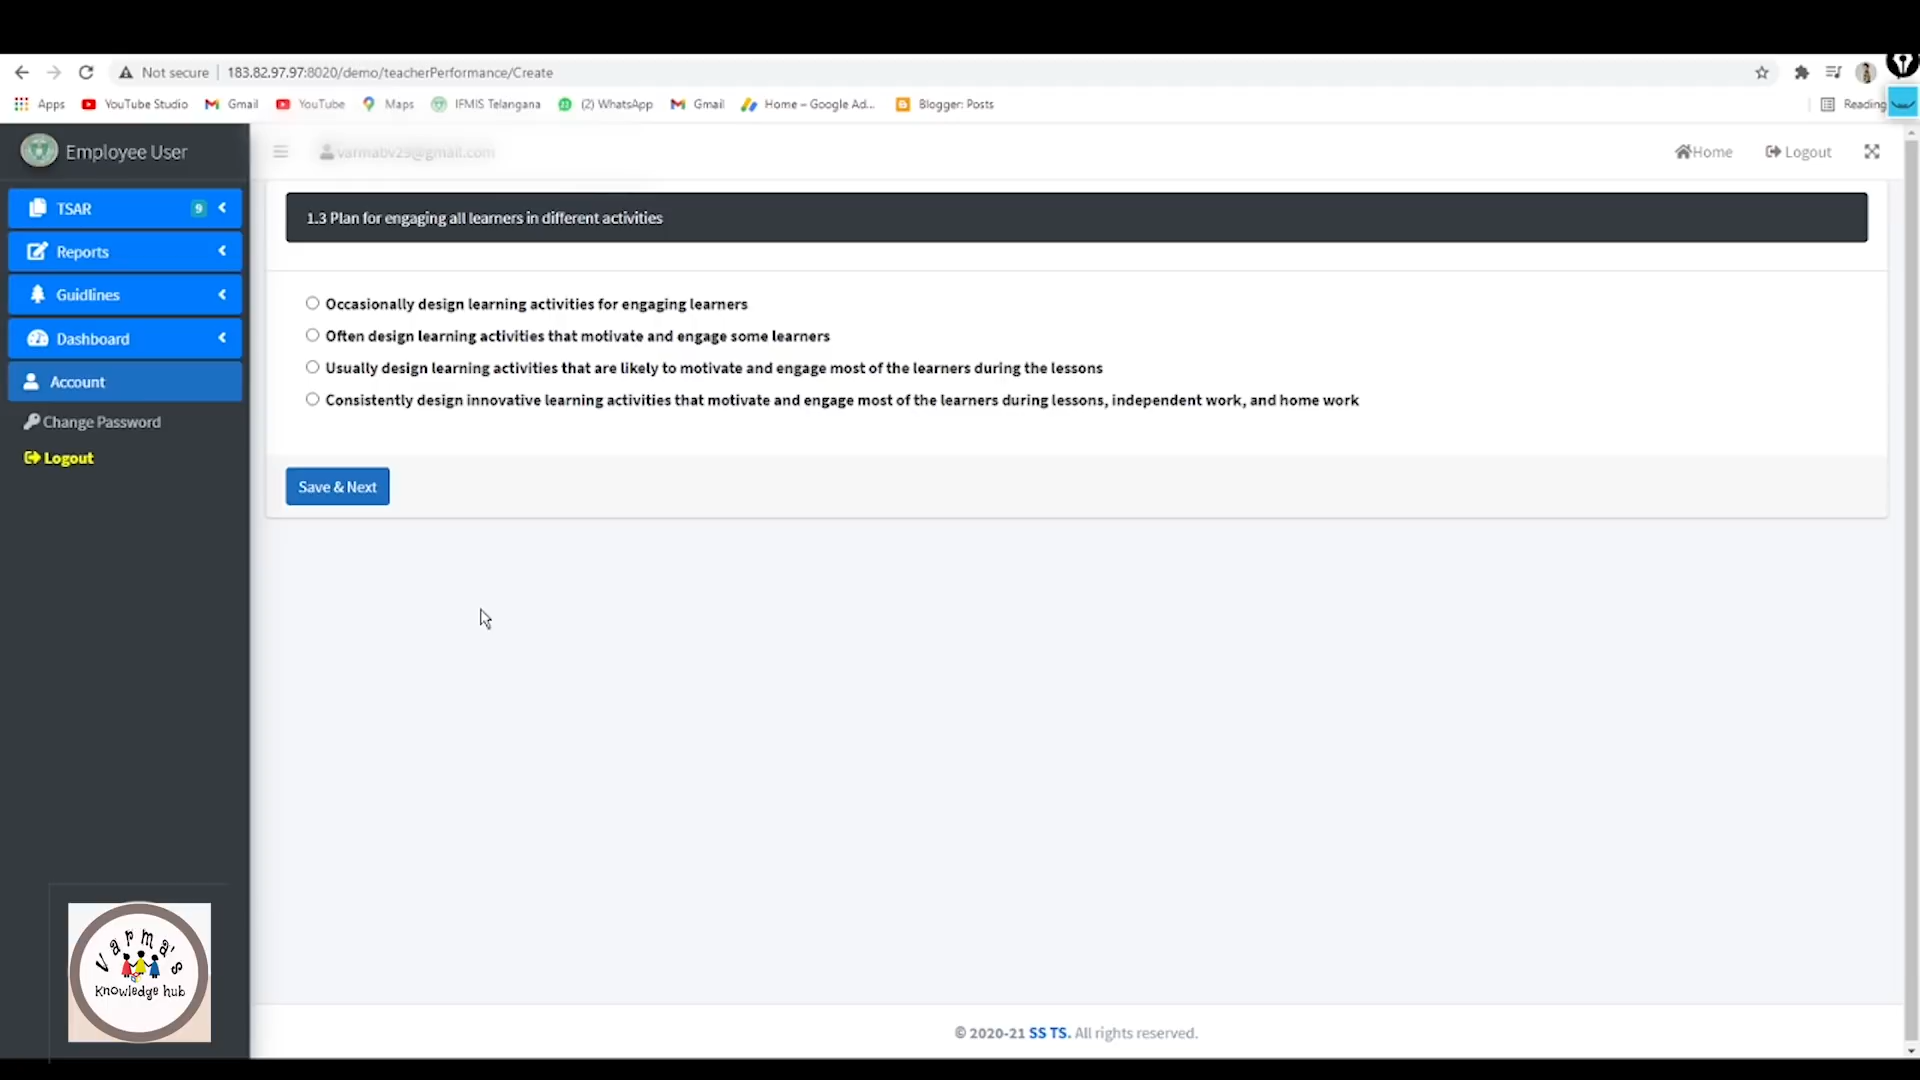 Not secure | 183.82.97.97:8020/demo/teacherPerformance/Create
Apps YouTube Studio Gmail YouTube Maps IFMIS Telangana (2) WhatsApp Gmail Home – Google Ad... Blogger: Posts Reading
Employee User varmabv29@gmail.com Home Logout
TSAR 9
Reports
Guidlines
Dashboard
Account
Change Password
Logout
1.3 Plan for engaging all learners in different activities
Occasionally design learning activities for engaging learners
Often design learning activities that motivate and engage some learners
Usually design learning activities that are likely to motivate and engage most of the learners during the lessons
Consistently design innovative learning activities that motivate and engage most of the learners during lessons, independent work, and home work
Save & Next
Varma's
Knowledge hub
© 2020-21 SS TS. All rights reserved.